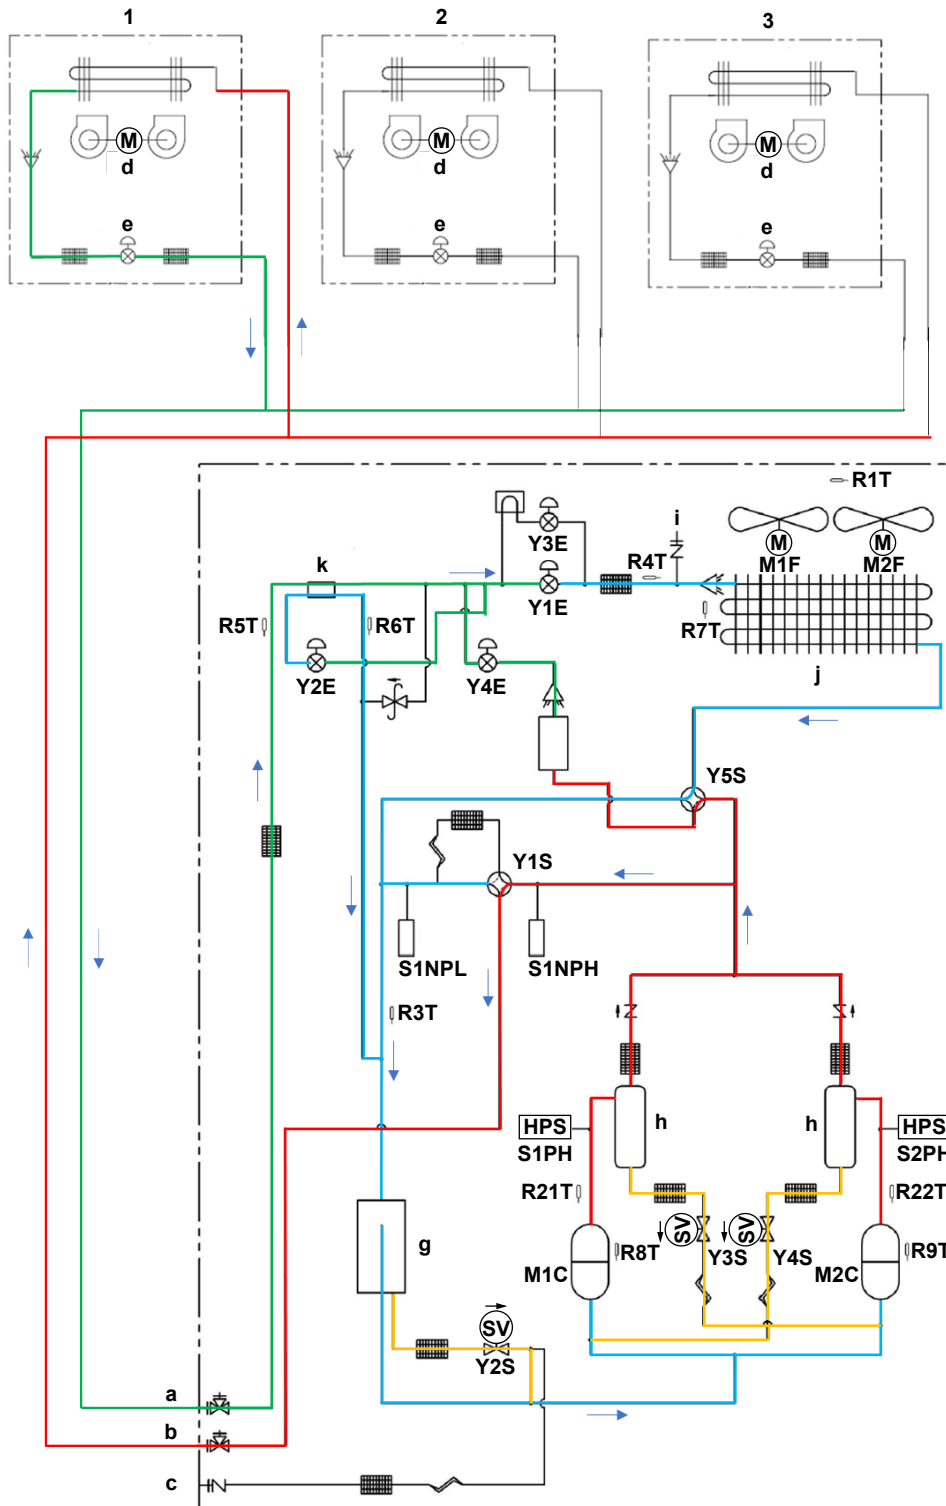 1
2
3
M
d
e
M
d
e
M
d
e
R1T
i
Y3E
R4T
M
M
M1F
M2F
k
Y1E
R5T
R6T
R7T
Y2E
Y4E
j
Y5S
Y1S
S1NPL
S1NPH
R3T
HPS
S1PH
h
h
HPS
S2PH
R21T
R22T
g
SV
SV
R8T
Y3S
Y4S
R9T
M1C
M2C
SV
Y2S
a
b
c